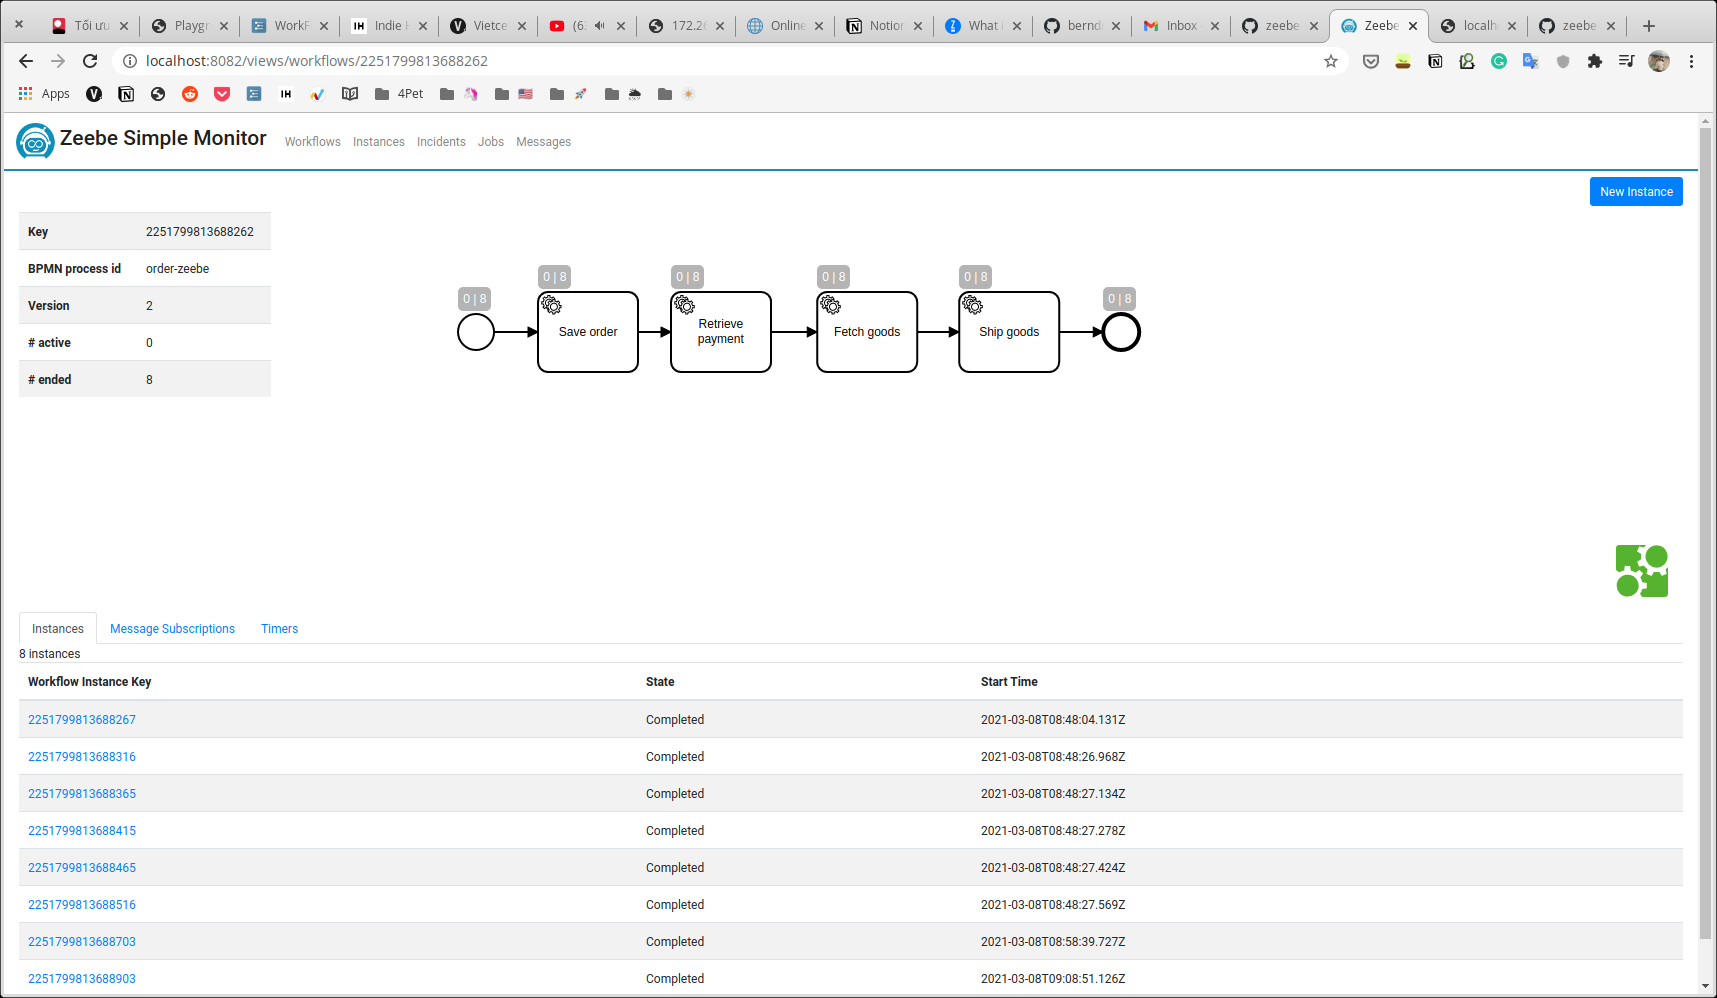 Tối ưu
Playgr
WorkFl
Indie H
Vietce
(6
172.20
Online
Notion
What i
bernd
Inbox
zeebe
Zeebe
localh
zeebe
localhost:8082/views/workflows/2251799813688262
Apps
4Pet
Zeebe Simple Monitor
Workflows Instances Incidents Jobs Messages
New Instance
Key 2251799813688262
BPMN process id order-zeebe
Version 2
# active 0
# ended 8
0 | 8
0 | 8
0 | 8
0 | 8
0 | 8
0 | 8
Save order
Retrieve
payment
Fetch goods
Ship goods
Instances Message Subscriptions Timers
8 instances
Workflow Instance Key State Start Time
2251799813688267 Completed 2021-03-08T08:48:04.131Z
2251799813688316 Completed 2021-03-08T08:48:26.968Z
2251799813688365 Completed 2021-03-08T08:48:27.134Z
2251799813688415 Completed 2021-03-08T08:48:27.278Z
2251799813688465 Completed 2021-03-08T08:48:27.424Z
2251799813688516 Completed 2021-03-08T08:48:27.569Z
2251799813688703 Completed 2021-03-08T08:58:39.727Z
2251799813688903 Completed 2021-03-08T09:08:51.126Z